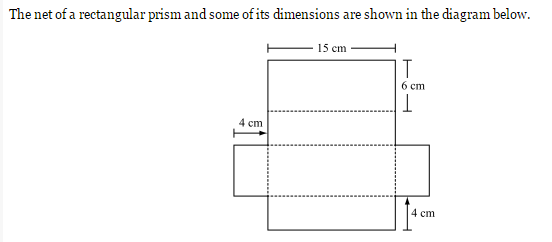 The net of a rectangular prism and some of its dimensions are shown in the diagram below.
15 cm
6 cm
4 cm
4 cm